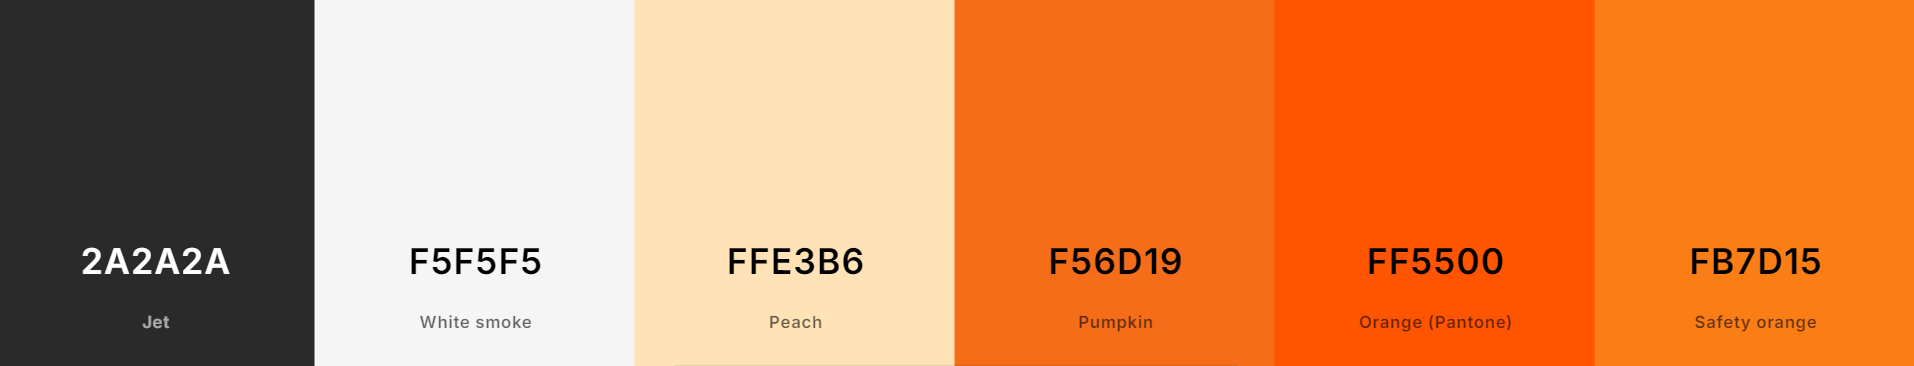 2A2A2A
Jet
F5F5F5
White smoke
FFE3B6
Peach
F56D19
Pumpkin
FF5500
Orange (Pantone)
FB7D15
Safety orange